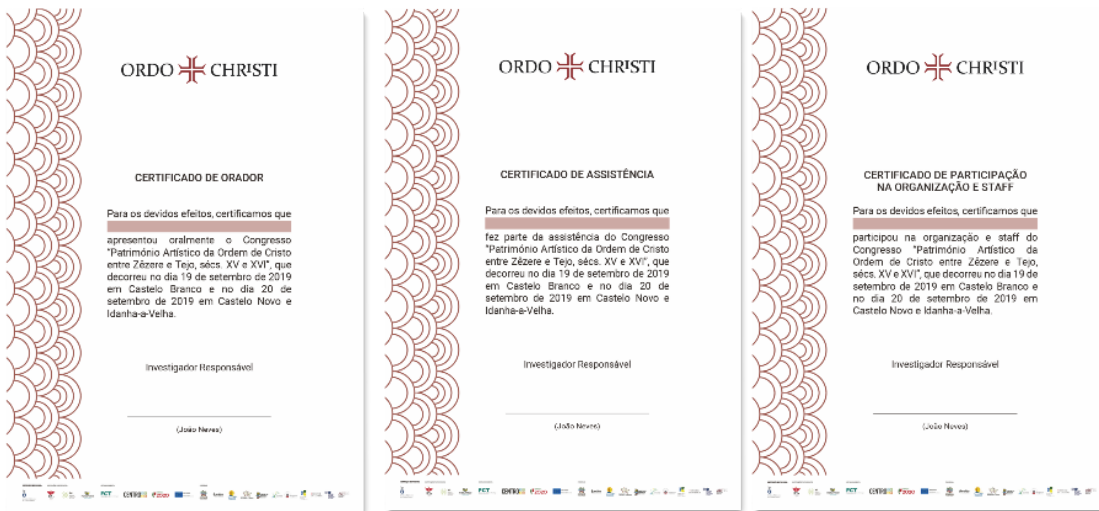 ORDO CHRISTI
CERTIFICADO DE ORADOR
Para os devidos efeitos, certificamos que
apresentou oralmente o Congresso
"Património Artístico da Ordem de Cristo
entre Zêzere e Tejo, sécs. XV e XVI", que
decorreu no dia 19 de setembro de 2019
em Castelo Branco e no dia 20 de
setembro de 2019 em Castelo Novo e
Idanha-a-Velha.
Investigador Responsável
(João Neves)
FCT
CENTRO
2020
ORDO CHRISTI
CERTIFICADO DE ASSISTÊNCIA
Para os devidos efeitos, certificamos que
fez parte da assistência do Congresso
"Património Artístico da Ordem de Cristo
entre Zêzere e Tejo, sécs. XV e XVI", que
decorreu no dia 19 de setembro de 2019
em Castelo Branco e no dia 20 de
setembro de 2019 em Castelo Novo e
Idanha-a-Velha.
Investigador Responsável
(João Neves)
FCT
CENTRO
2020
ORDO CHRISTI
CERTIFICADO DE PARTICIPAÇÃO
NA ORGANIZAÇÃO E STAFF
Para os devidos efeitos, certificamos que
participou na organização e staff do
Congresso "Património Artístico da
Ordem de Cristo entre Zêzere e Tejo,
sécs. XV e XVI", que decorreu no dia 19 de
setembro de 2019 em Castelo Branco e
no dia 20 de setembro de 2019 em
Castelo Novo e Idanha-a-Velha.
Investigador Responsável
(João Neves)
FCT
CENTRO
2020